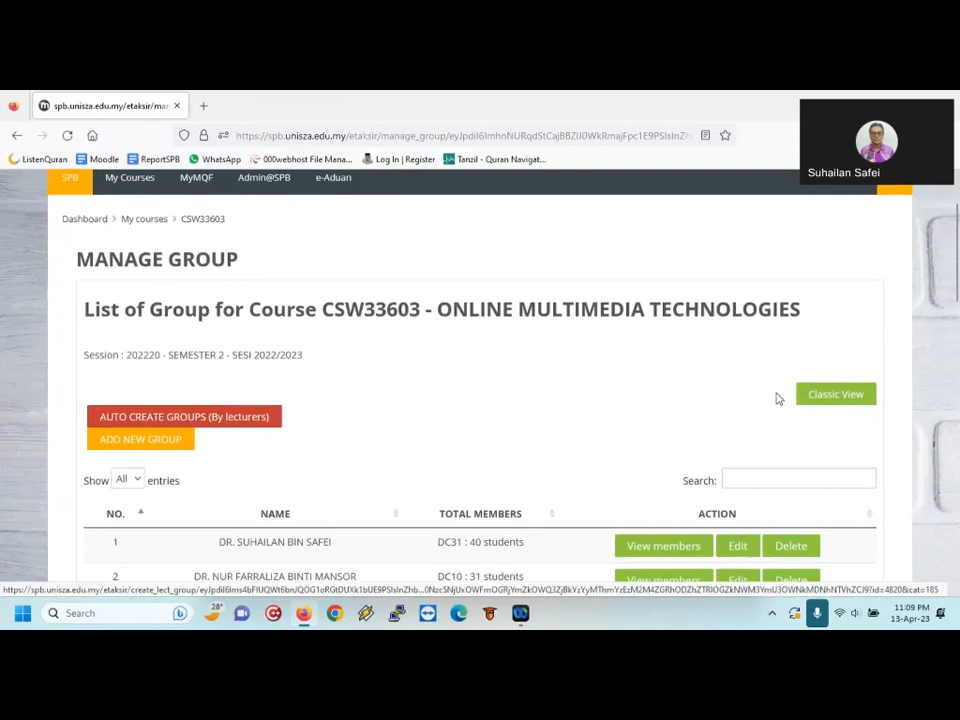 spb.unisza.edu.my/etaksir/man
Suhailan Safei
ListenQuran
Moodle
ReportSPB
WhatsApp
000webhost File Mana...
Log In | Register
Tanzil - Quran Navigat...
SPB
My Courses
MyMQF
Admin@SPB
e-Aduan
Dashboard > My courses > CSW33603
MANAGE GROUP
List of Group for Course CSW33603 - ONLINE MULTIMEDIA TECHNOLOGIES
Session : 202220 - SEMESTER 2 - SESI 2022/2023
Classic View
AUTO CREATE GROUPS (By lecturers)
ADD NEW GROUP
Show All entries
Search:
NO. NAME TOTAL MEMBERS ACTION
1 DR. SUHAILAN BIN SAFEI DC31 : 40 students View members Edit Delete
2 DR. NUR FARRALIZA BINTI MANSOR DC10 : 31 students View members Edit Delete
Search
28°
11:09 PM
13-Apr-23